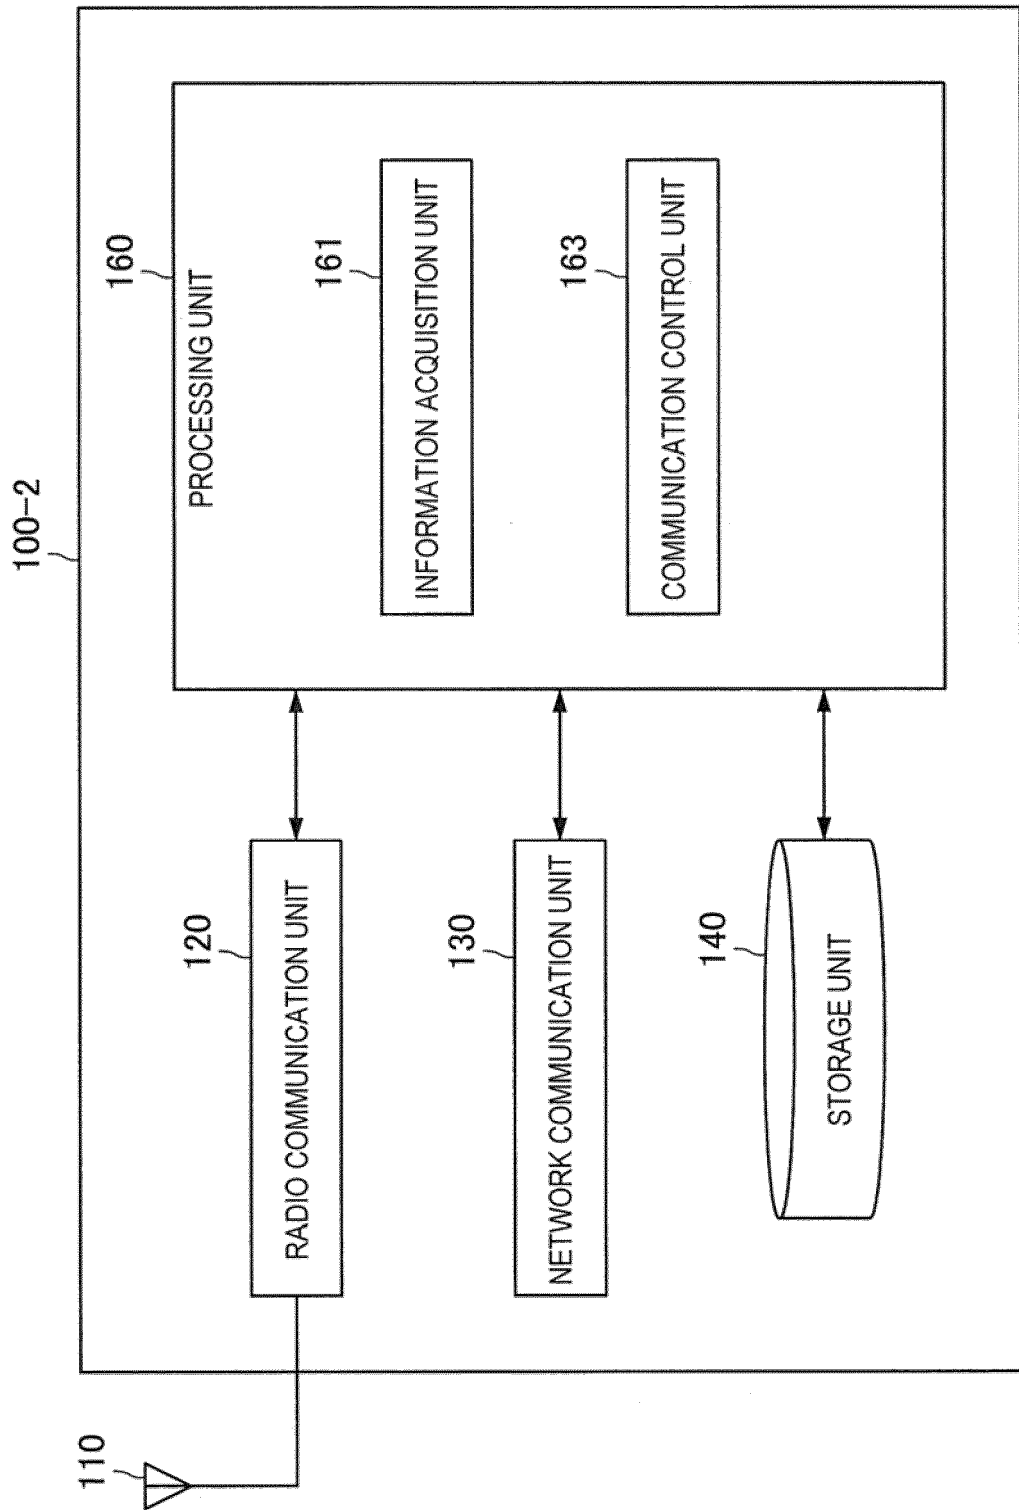 100-2
110
120
RADIO COMMUNICATION UNIT
130
NETWORK COMMUNICATION UNIT
140
STORAGE UNIT
160
PROCESSING UNIT
161
INFORMATION ACQUISITION UNIT
163
COMMUNICATION CONTROL UNIT